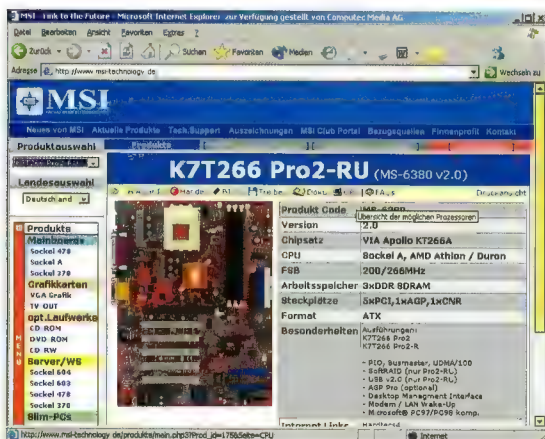 MSI - Link to the Future - Microsoft Internet Explorer zur Verfügung gestellt von Computec Media AG
Datei Bearbeiten Ansicht Favoriten Extras ?
Zurück Suchen Favoriten Medien
Adresse http://www.msi-technology.de Wechseln zu
MSI
Neues von MSI Aktuelle Produkte Tech.Support Auszeichnungen MSI Club Portal Bezugsquellen Firmenprofil Kontakt
Produktauswahl Produkte
K7T266 Pro2-RU (MS-6380 v2.0)
Landesauswahl
Deutschland
Druckansicht
Produkt Code MS-6380
Übersicht der möglichen Prozessoren
Version 2.0
Chipsatz VIA Apollo KT266A
CPU Sockel A, AMD Athlon / Duron
FSB 200/266MHz
Arbeitsspeicher 3xDDR SDRAM
Steckplätze 5xPCI,1xAGP,1xCNR
Format ATX
Besonderheiten Ausführungen:
K7T266 Pro2
K7T266 Pro2-R
- PIO, Busmaster, UDMA/100
- SoftRAID (nur Pro2-RU)
- USB v2.0 (nur Pro2-RU)
- AGP Pro (optional)
- Desktop Managment Interface
- Modem / LAN Wake-Up
- Microsoft® PC97/PC98 komp.
Internet Links
MENU
Produkte
Mainboards
Sockel 478
Sockel A
Sockel 370
Grafikkarten
VGA Grafik
TV OUT
opt.Laufwerke
CD ROM
DVD ROM
CD RW
Server/WS
Sockel 604
Sockel 603
Sockel 478
Sockel 370
Slim-PCs
http://www.msi-technology.de/produkte/main.php3?Prod_id=175&Seite=CPU Internet